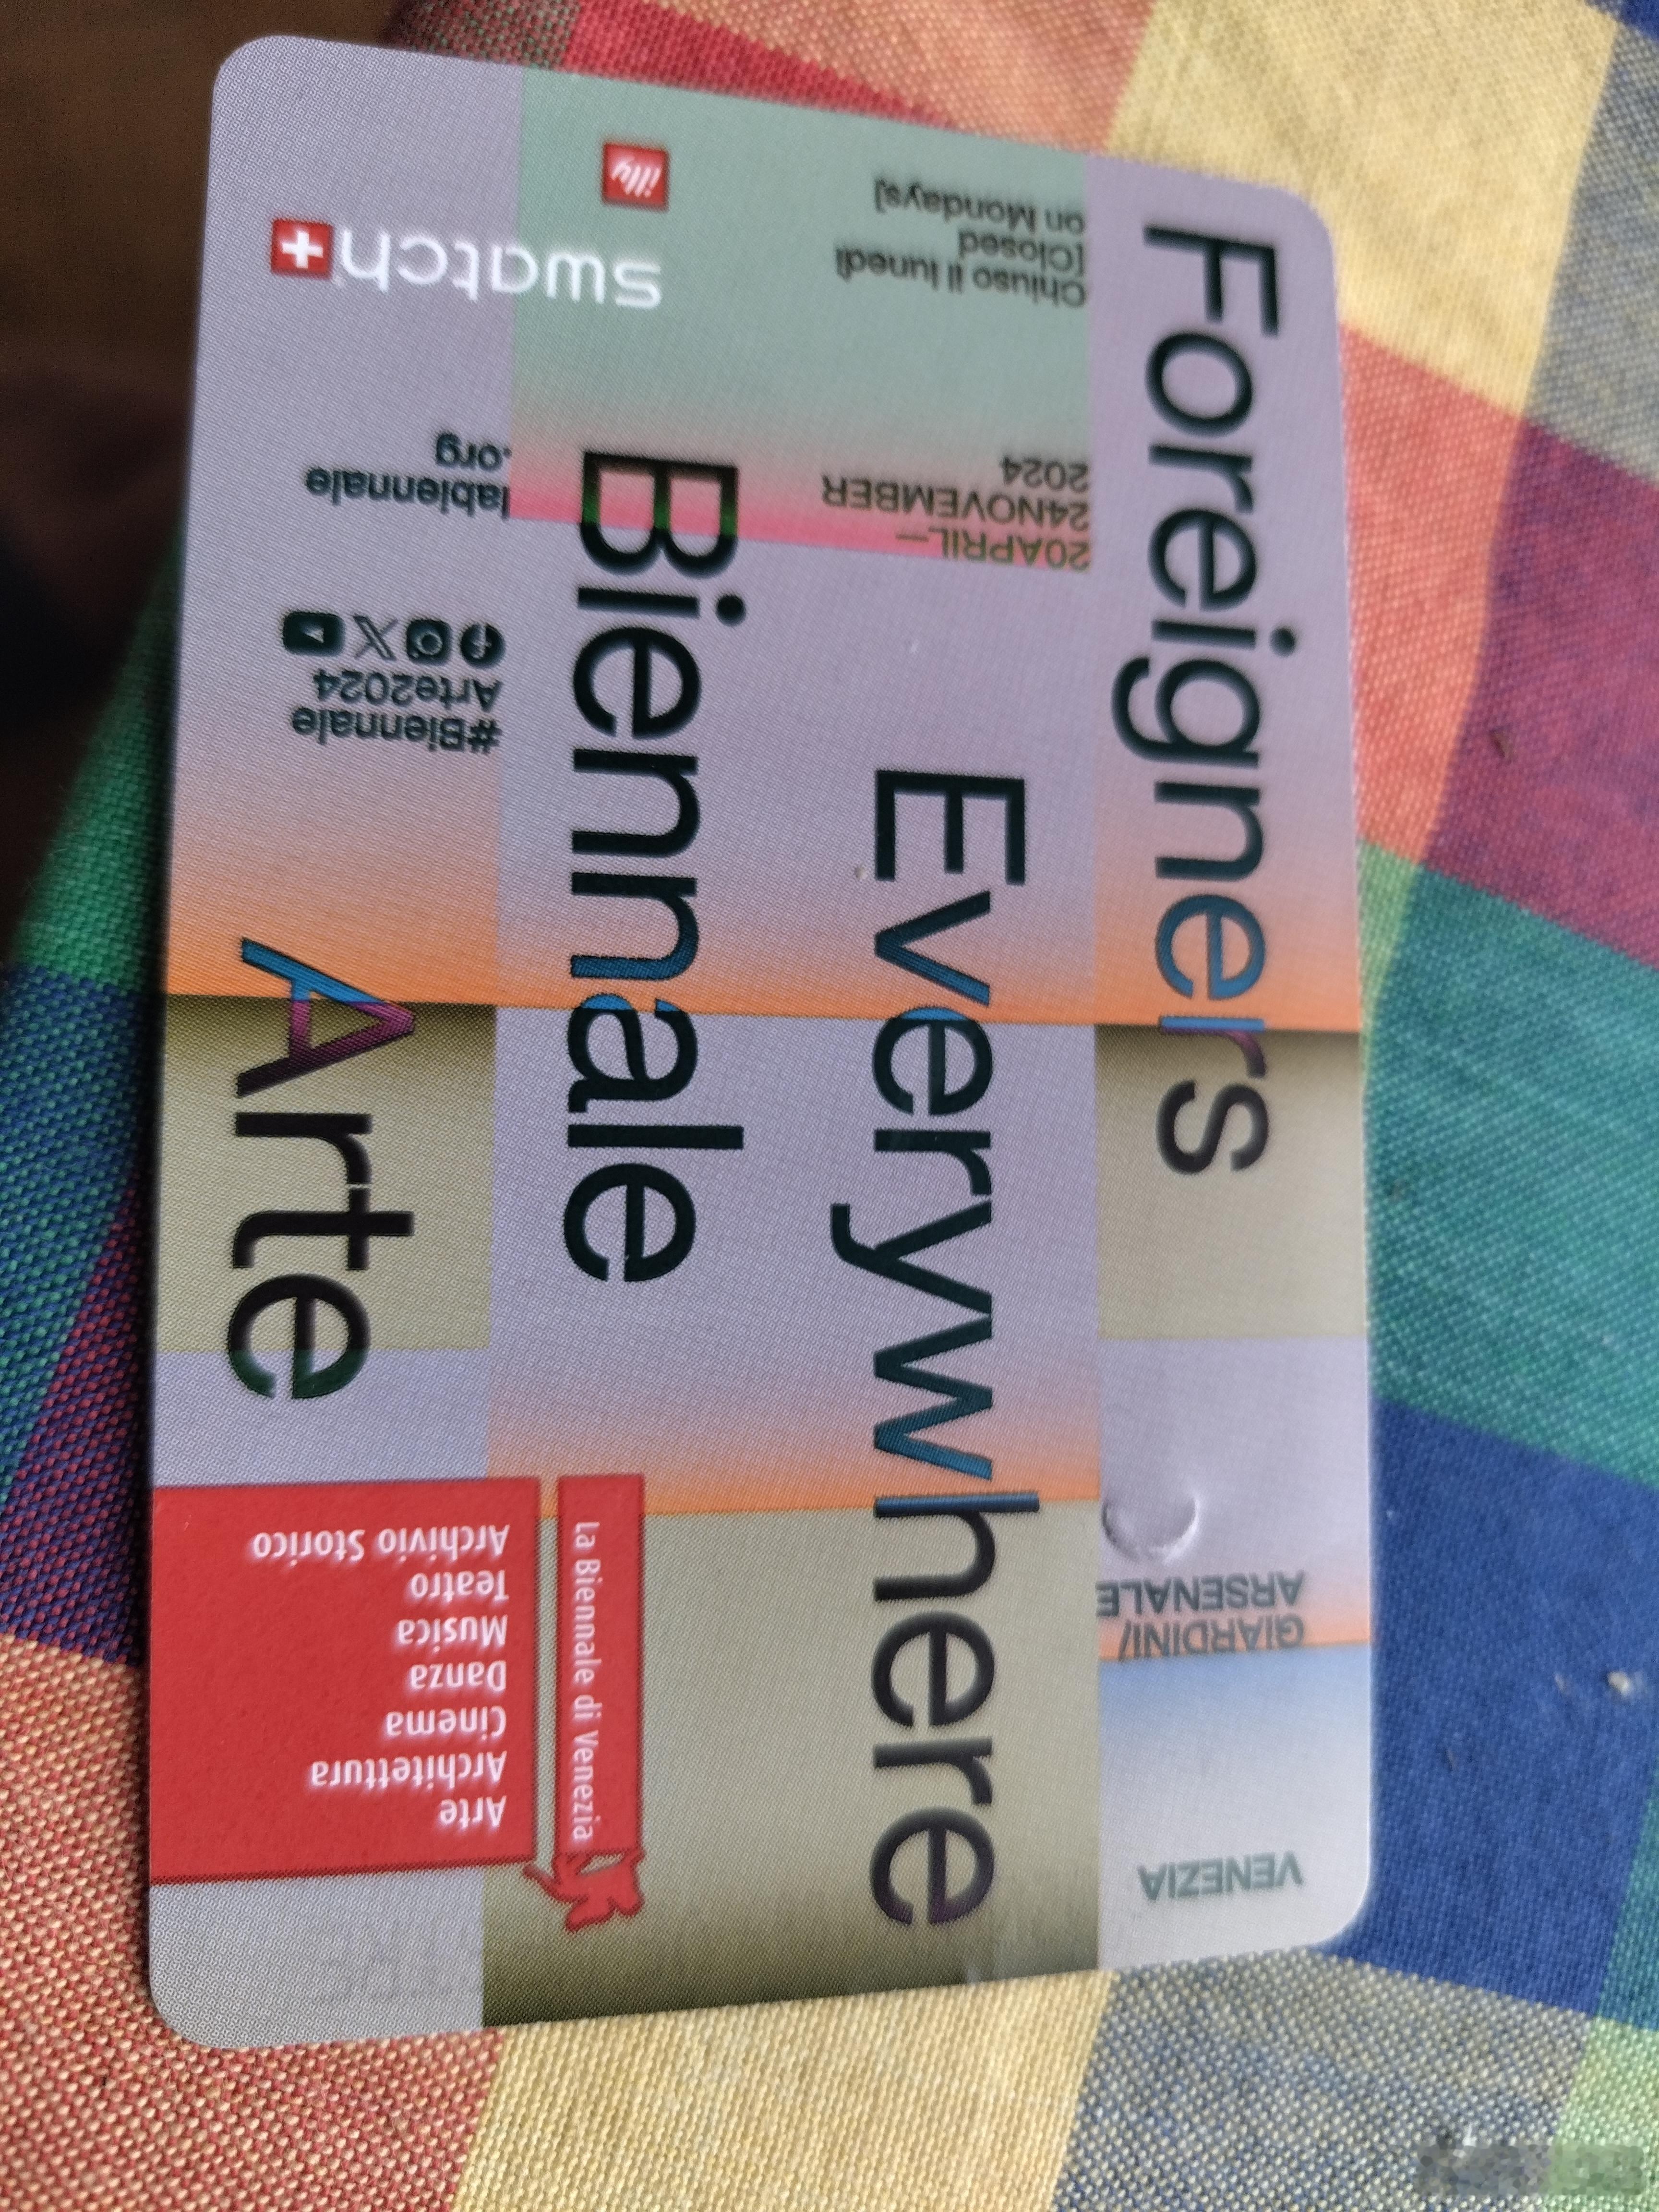 Foreigners
Everywhere
Biennale
Arte
VENEZIA
GIARDINI/
ARSENALE
20APRIL—
24NOVEMBER
2024
Chiuso il lunedì
[Closed
on Mondays]
La Biennale di Venezia
Arte
Architettura
Cinema
Danza
Musica
Teatro
Archivio Storico
#Biennale
Arte2024
labiennale
.org
swatch
illy